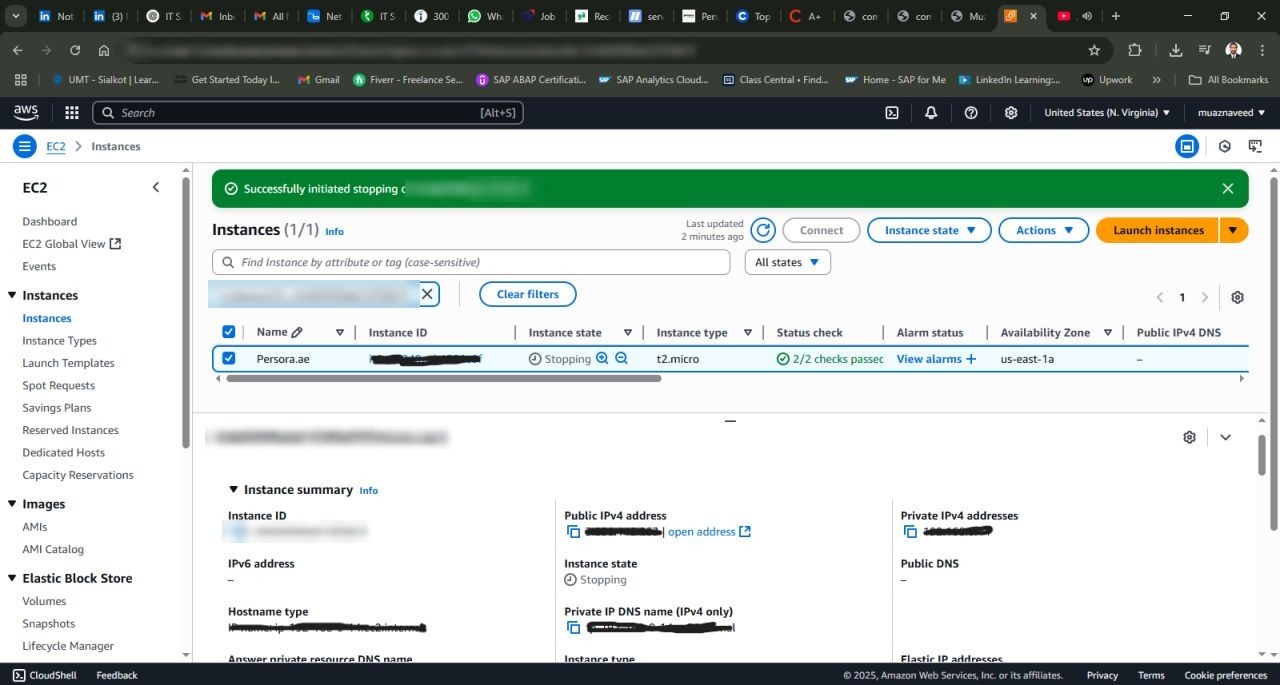 Not
(3)
IT S
Inb
All
Net
IT S
300
Wh
Job
Rec
ser
Per
Top
A+
con
con
Mu
UMT - Sialkot | Lear...
Get Started Today I...
Gmail
Fiverr - Freelance Se...
SAP ABAP Certificati...
SAP Analytics Cloud...
Class Central • Find...
Home - SAP for Me
LinkedIn Learning:...
Upwork
All Bookmarks
aws
Search
[Alt+S]
United States (N. Virginia)
muaznaveed
EC2
Instances
EC2
Dashboard
EC2 Global View
Events
Instances
Instances
Instance Types
Launch Templates
Spot Requests
Savings Plans
Reserved Instances
Dedicated Hosts
Capacity Reservations
Images
AMIs
AMI Catalog
Elastic Block Store
Volumes
Snapshots
Lifecycle Manager
Successfully initiated stopping
Instances (1/1) Info
Last updated
2 minutes ago
Connect
Instance state
Actions
Launch instances
Find Instance by attribute or tag (case-sensitive)
All states
Clear filters
1
Name
Instance ID
Instance state
Instance type
Status check
Alarm status
Availability Zone
Public IPv4 DNS
Persora.ae
Stopping
t2.micro
2/2 checks passec
View alarms +
us-east-1a
–
Instance summary Info
Instance ID
Public IPv4 address
Private IPv4 addresses
| open address
IPv6 address
Instance state
Public DNS
–
Stopping
–
Hostname type
Private IP DNS name (IPv4 only)
Answer private resource DNS name
Instance type
Elastic IP addresses
CloudShell
Feedback
© 2025, Amazon Web Services, Inc. or its affiliates.
Privacy
Terms
Cookie preferences